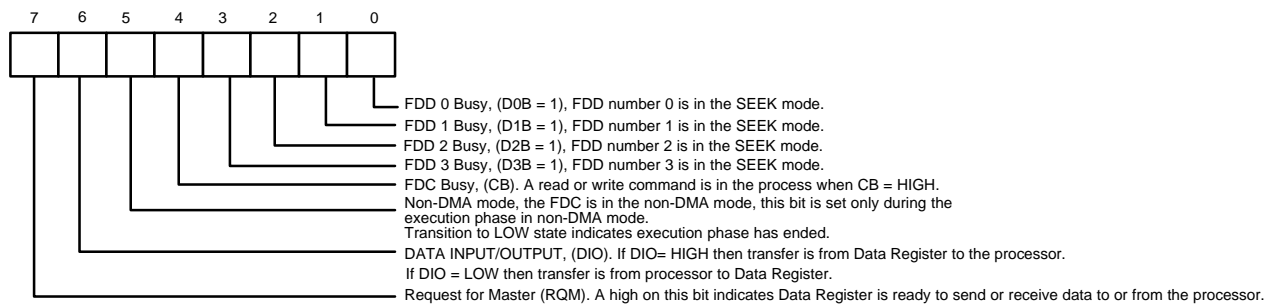 7 6 5 4 3 2 1 0
FDD 0 Busy, (D0B = 1), FDD number 0 is in the SEEK mode.
FDD 1 Busy, (D1B = 1), FDD number 1 is in the SEEK mode.
FDD 2 Busy, (D2B = 1), FDD number 2 is in the SEEK mode.
FDD 3 Busy, (D3B = 1), FDD number 3 is in the SEEK mode.
FDC Busy, (CB). A read or write command is in the process when CB = HIGH.
Non-DMA mode, the FDC is in the non-DMA mode, this bit is set only during the
execution phase in non-DMA mode.
Transition to LOW state indicates execution phase has ended.
DATA INPUT/OUTPUT, (DIO). If DIO= HIGH then transfer is from Data Register to the processor.
If DIO = LOW then transfer is from processor to Data Register.
Request for Master (RQM). A high on this bit indicates Data Register is ready to send or receive data to or from the processor.